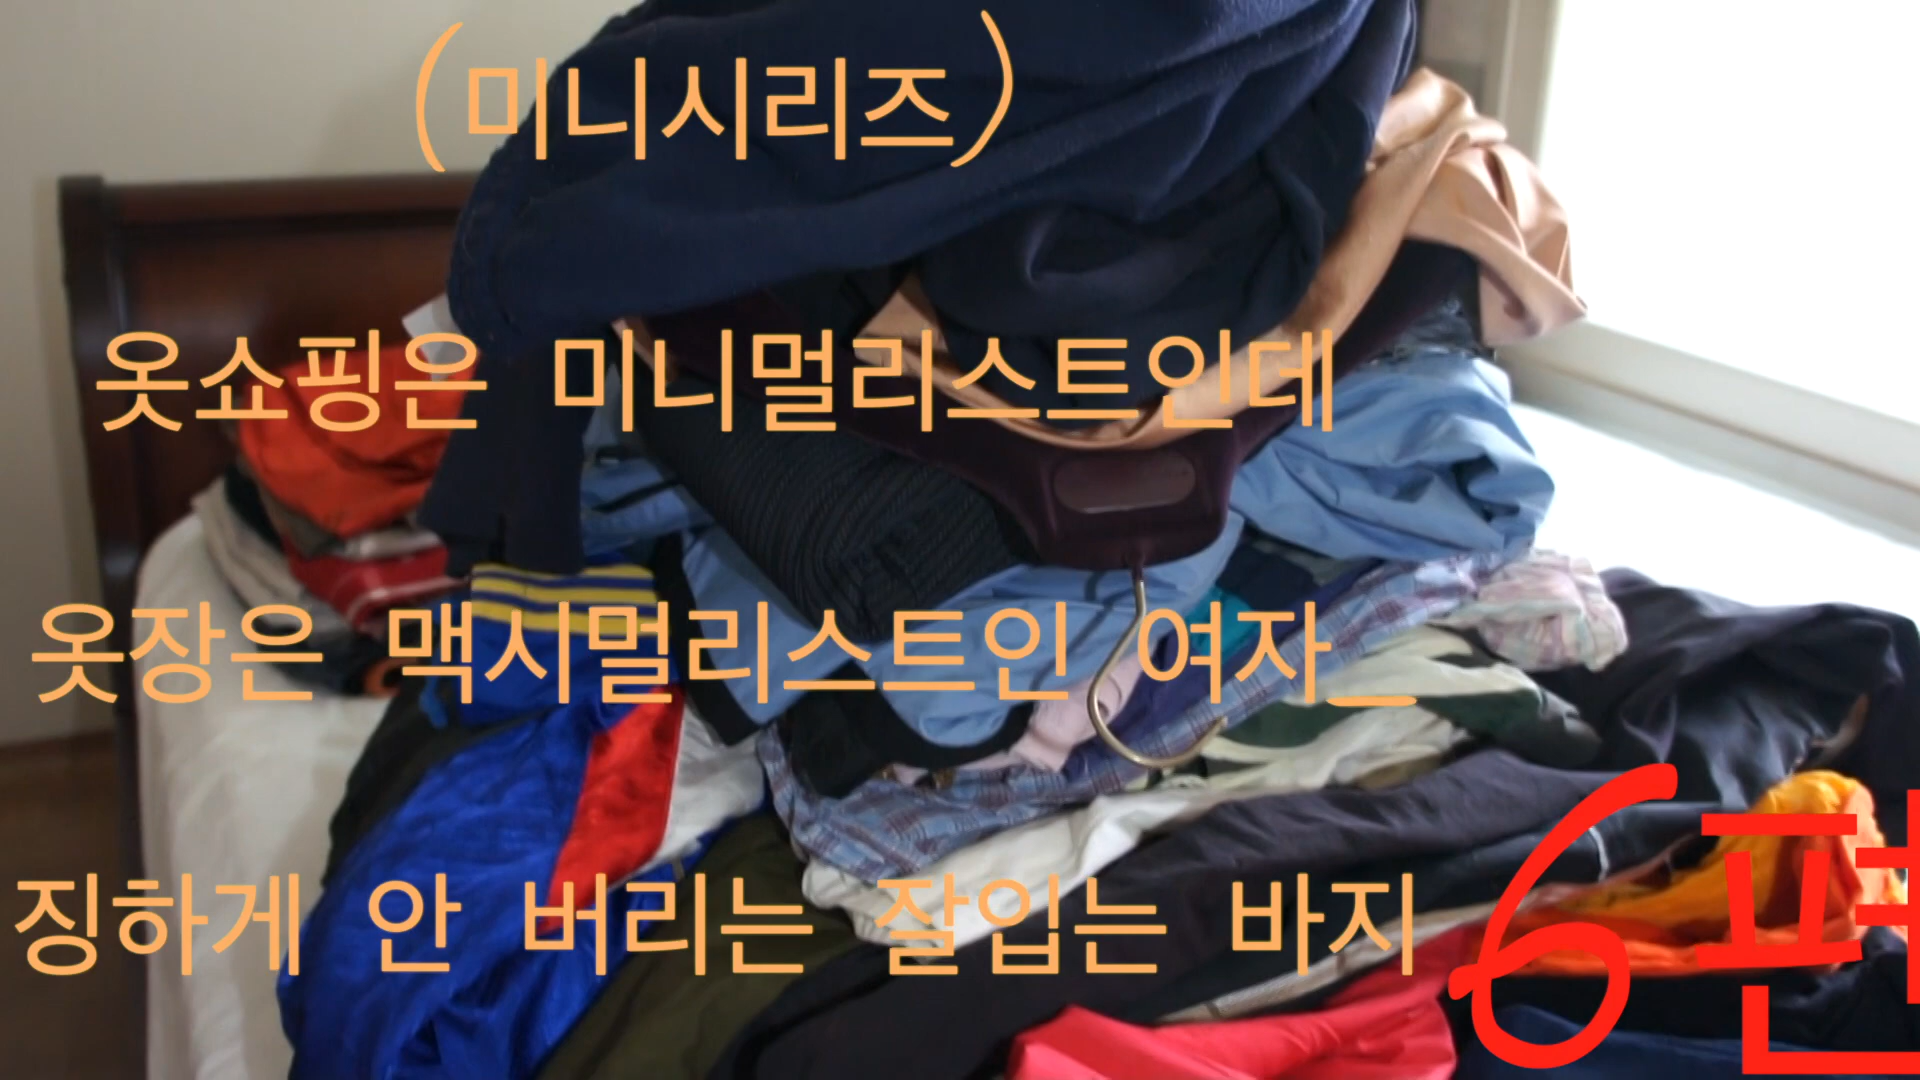 (미니시리즈)
옷쇼핑은 미니멀리스트인데
옷장은 맥시멀리스트인 여자_
징하게 안 버리는 잘입는 바지
6편